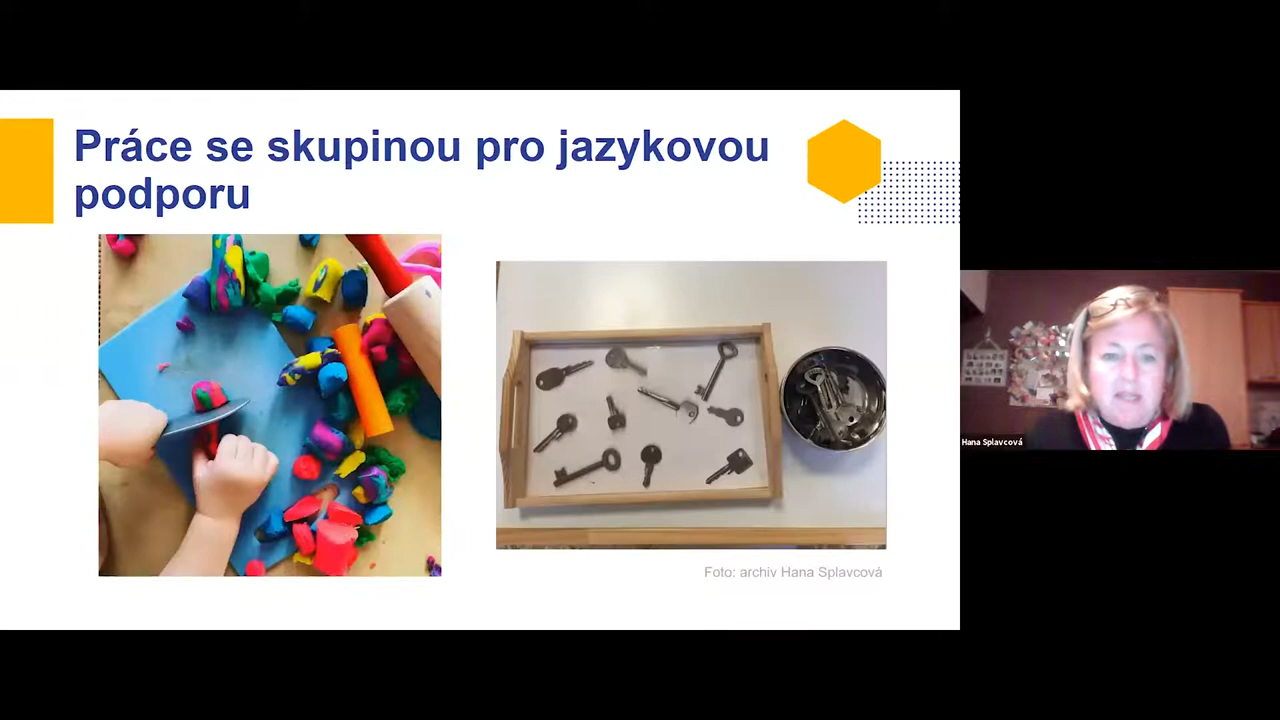 Práce se skupinou pro jazykovou
podporu
Foto: archiv Hana Splavcová
Hana Splavcová